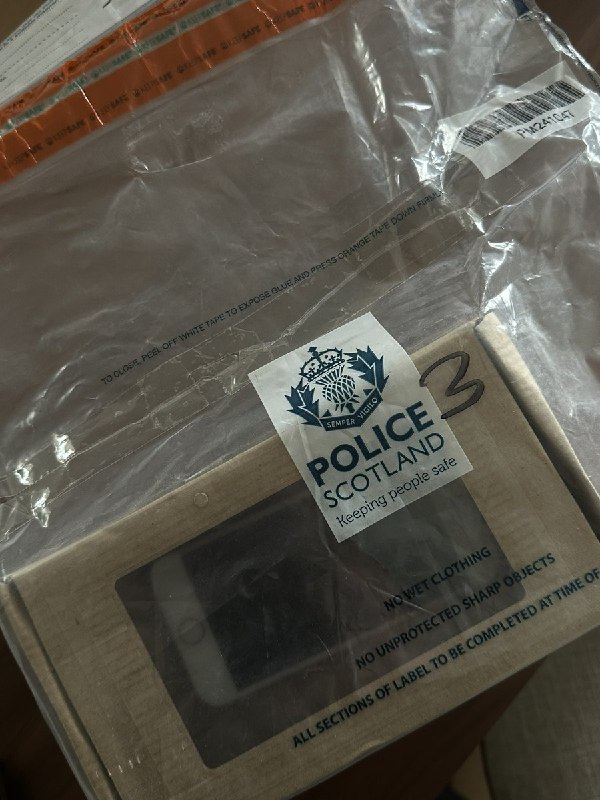 PW241047
TO CLOSE, PEEL OFF WHITE TAPE TO EXPOSE GLUE AND PRESS ORANGE TAPE DOWN FIRMLY
3
SEMPER VIGILO
POLICE
SCOTLAND
Keeping people safe
NO WET CLOTHING
NO UNPROTECTED SHARP OBJECTS
ALL SECTIONS OF LABEL TO BE COMPLETED AT TIME OF